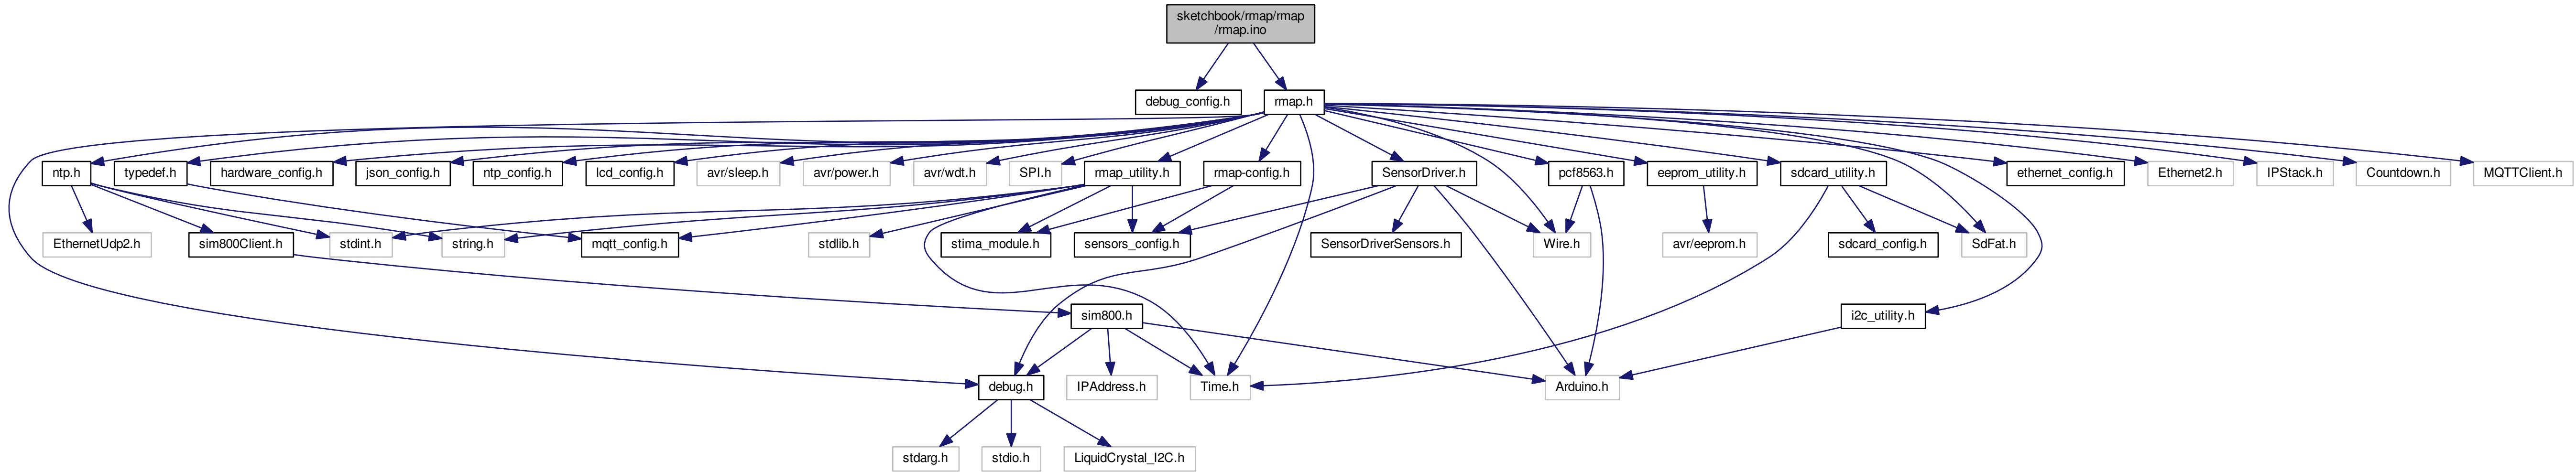 sketchbook/rmap/rmap
/rmap.ino
debug_config.h
rmap.h
ntp.h
typedef.h
hardware_config.h
json_config.h
ntp_config.h
lcd_config.h
avr/sleep.h
avr/power.h
avr/wdt.h
SPI.h
rmap_utility.h
rmap-config.h
SensorDriver.h
pcf8563.h
eeprom_utility.h
sdcard_utility.h
ethernet_config.h
Ethernet2.h
IPStack.h
Countdown.h
MQTTClient.h
EthernetUdp2.h
sim800Client.h
stdint.h
string.h
mqtt_config.h
stdlib.h
stima_module.h
sensors_config.h
SensorDriverSensors.h
Wire.h
avr/eeprom.h
sdcard_config.h
SdFat.h
sim800.h
i2c_utility.h
debug.h
IPAddress.h
Time.h
Arduino.h
stdarg.h
stdio.h
LiquidCrystal_I2C.h